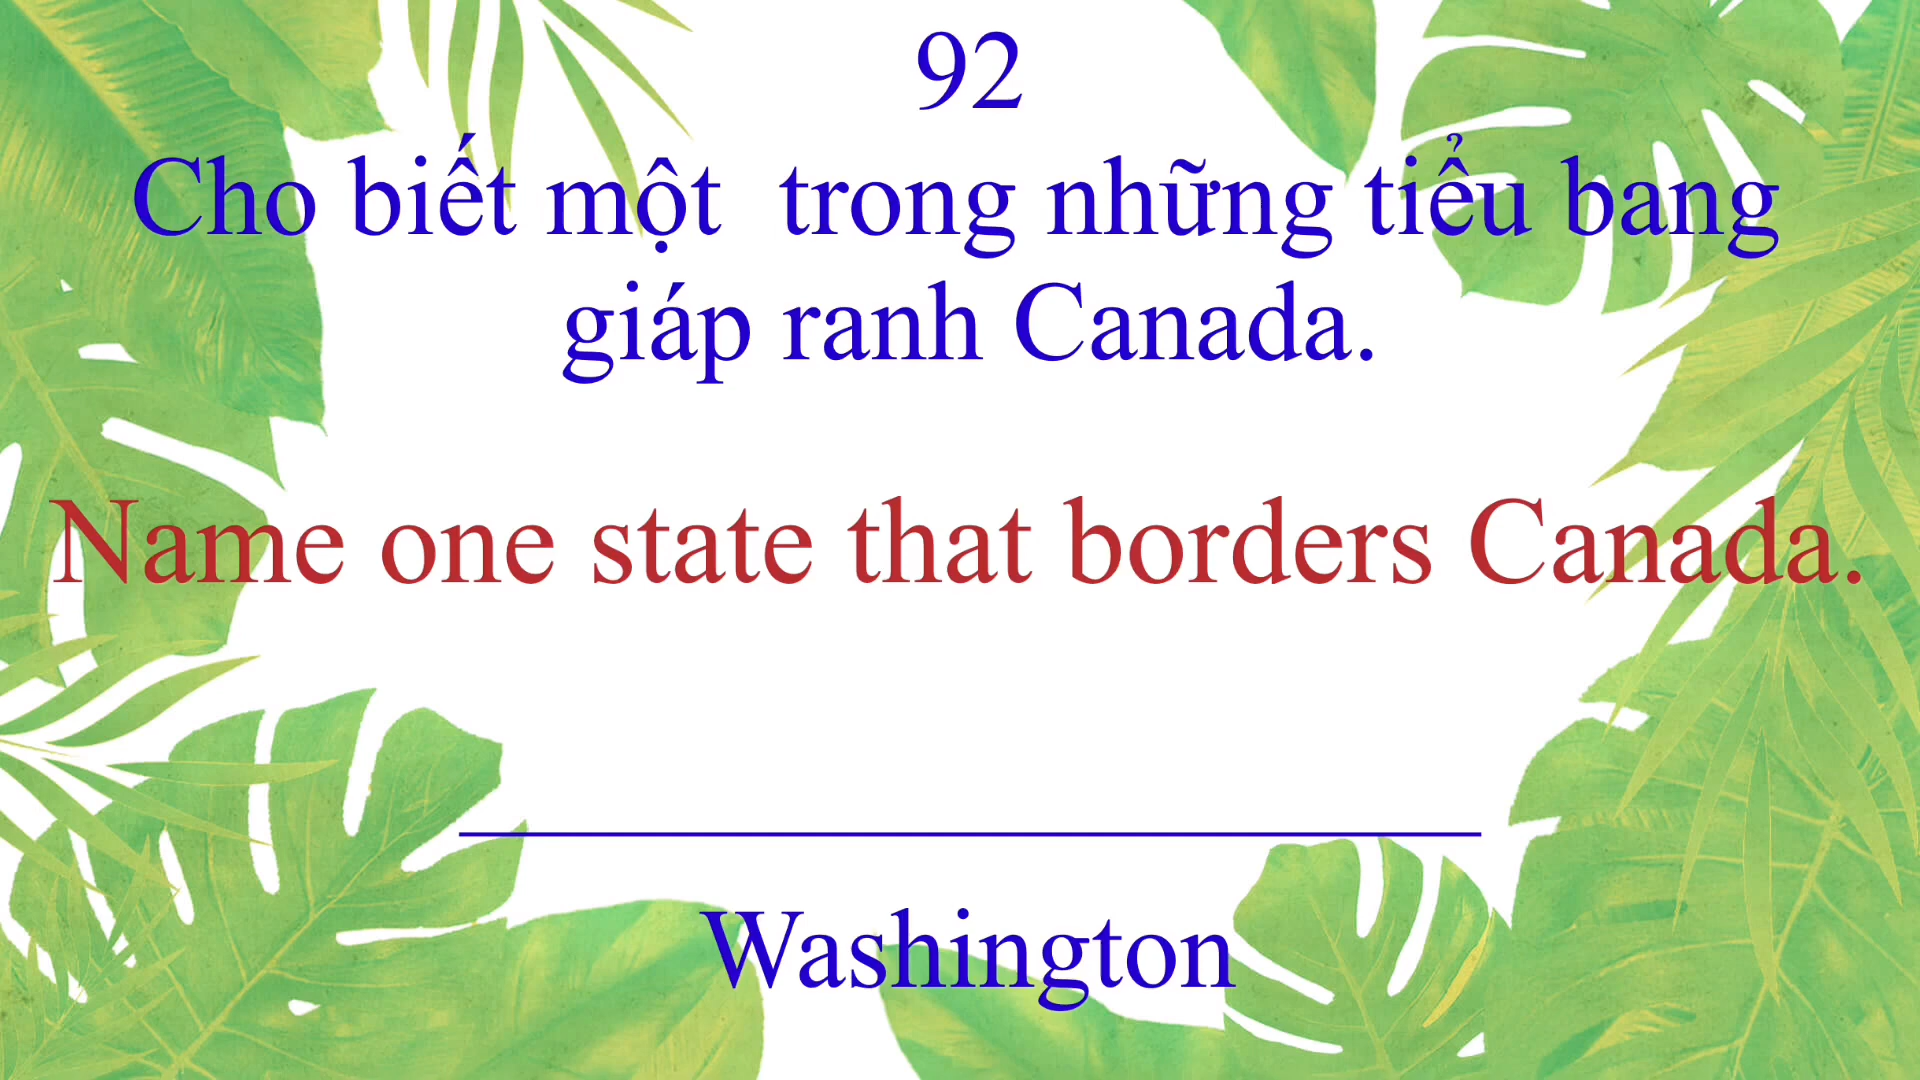 92
Cho biết một  trong những tiểu bang
giáp ranh Canada.
Name one state that borders Canada.
Washington